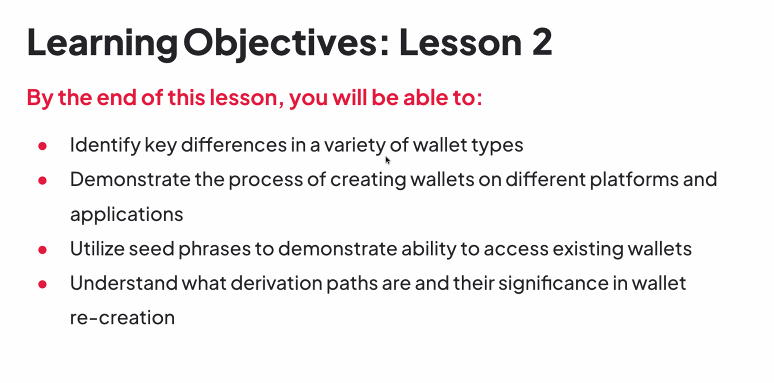 Learning Objectives: Lesson 2
By the end of this lesson, you will be able to:
● Identify key differences in a variety of wallet types
● Demonstrate the process of creating wallets on different platforms and
applications
● Utilize seed phrases to demonstrate ability to access existing wallets
● Understand what derivation paths are and their significance in wallet
re-creation